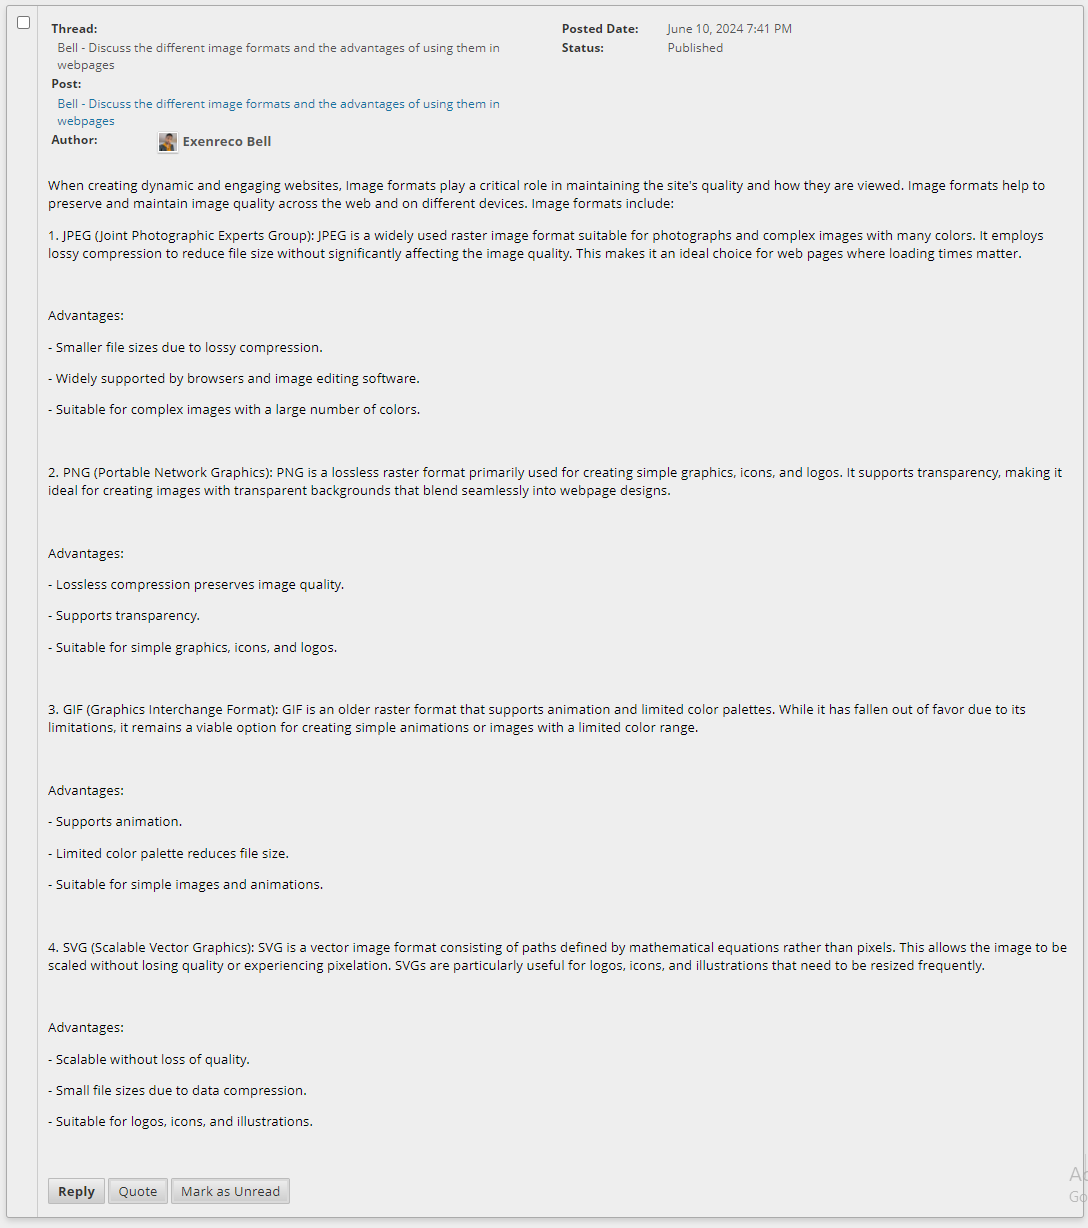 Thread:
Posted Date: June 10, 2024 7:41 PM
Bell - Discuss the different image formats and the advantages of using them in
webpages
Status: Published
Post:
Bell - Discuss the different image formats and the advantages of using them in
webpages
Author: Exenreco Bell
When creating dynamic and engaging websites, Image formats play a critical role in maintaining the site's quality and how they are viewed. Image formats help to
preserve and maintain image quality across the web and on different devices. Image formats include:
1. JPEG (Joint Photographic Experts Group): JPEG is a widely used raster image format suitable for photographs and complex images with many colors. It employs
lossy compression to reduce file size without significantly affecting the image quality. This makes it an ideal choice for web pages where loading times matter.
Advantages:
- Smaller file sizes due to lossy compression.
- Widely supported by browsers and image editing software.
- Suitable for complex images with a large number of colors.
2. PNG (Portable Network Graphics): PNG is a lossless raster format primarily used for creating simple graphics, icons, and logos. It supports transparency, making it
ideal for creating images with transparent backgrounds that blend seamlessly into webpage designs.
Advantages:
- Lossless compression preserves image quality.
- Supports transparency.
- Suitable for simple graphics, icons, and logos.
3. GIF (Graphics Interchange Format): GIF is an older raster format that supports animation and limited color palettes. While it has fallen out of favor due to its
limitations, it remains a viable option for creating simple animations or images with a limited color range.
Advantages:
- Supports animation.
- Limited color palette reduces file size.
- Suitable for simple images and animations.
4. SVG (Scalable Vector Graphics): SVG is a vector image format consisting of paths defined by mathematical equations rather than pixels. This allows the image to be
scaled without losing quality or experiencing pixelation. SVGs are particularly useful for logos, icons, and illustrations that need to be resized frequently.
Advantages:
- Scalable without loss of quality.
- Small file sizes due to data compression.
- Suitable for logos, icons, and illustrations.
Reply Quote Mark as Unread